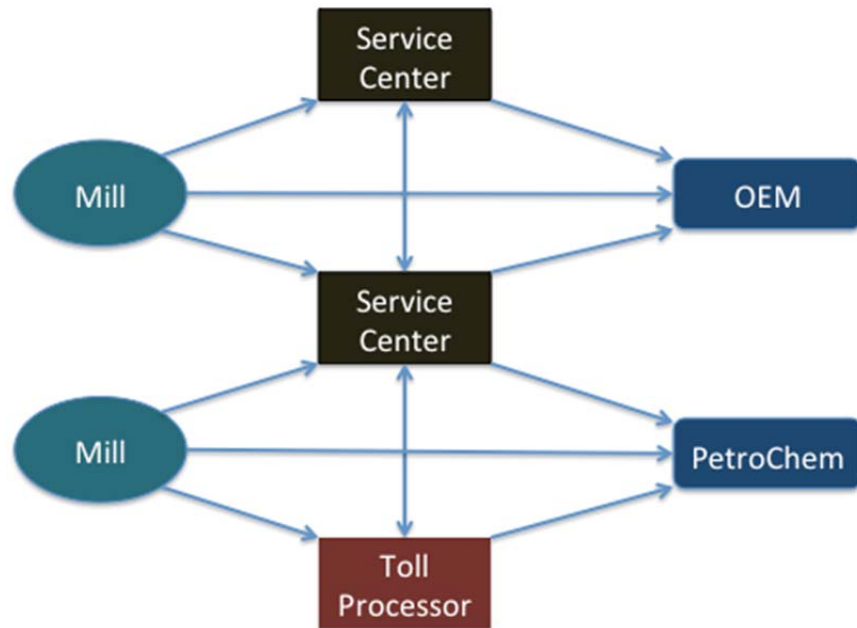 Service
Center
Mill
OEM
Service
Center
Mill
PetroChem
Toll
Processor